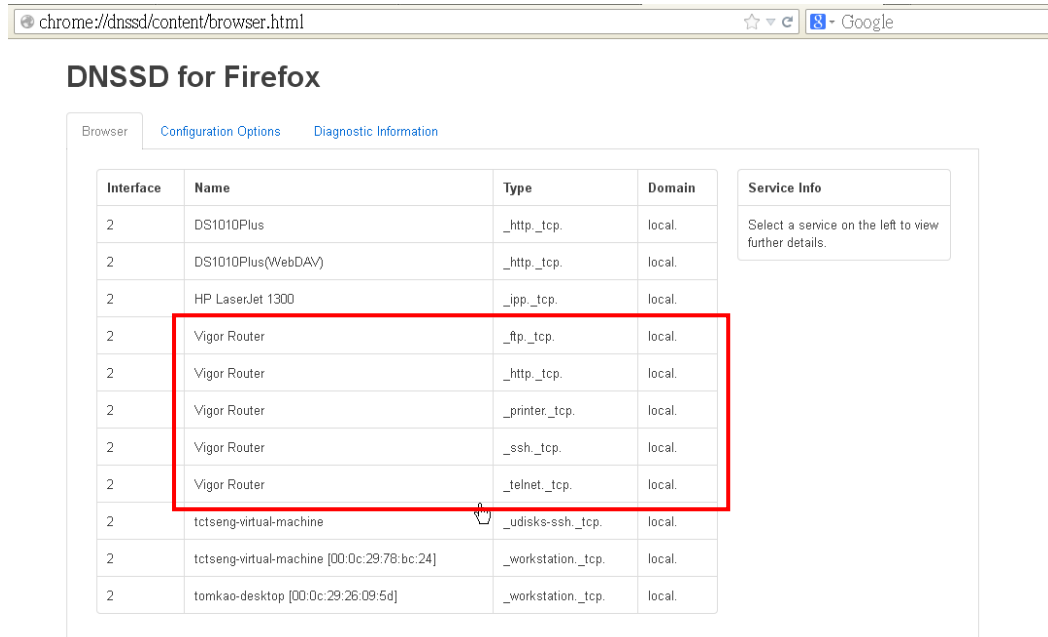 chrome://dnssd/content/browser.html
8 Google
DNSSD for Firefox
Browser Configuration Options Diagnostic Information
Interface Name Type Domain Service Info
2 DS1010Plus _http._tcp. local. Select a service on the left to view
further details.
2 DS1010Plus(WebDAV) _http._tcp. local.
2 HP LaserJet 1300 _ipp._tcp. local.
2 Vigor Router _ftp._tcp. local.
2 Vigor Router _http._tcp. local.
2 Vigor Router _printer._tcp. local.
2 Vigor Router _ssh._tcp. local.
2 Vigor Router _telnet._tcp. local.
2 tctseng-virtual-machine _udisks-ssh._tcp. local.
2 tctseng-virtual-machine [00:0c:29:78:bc:24] _workstation._tcp. local.
2 tomkao-desktop [00:0c:29:26:09:5d] _workstation._tcp. local.